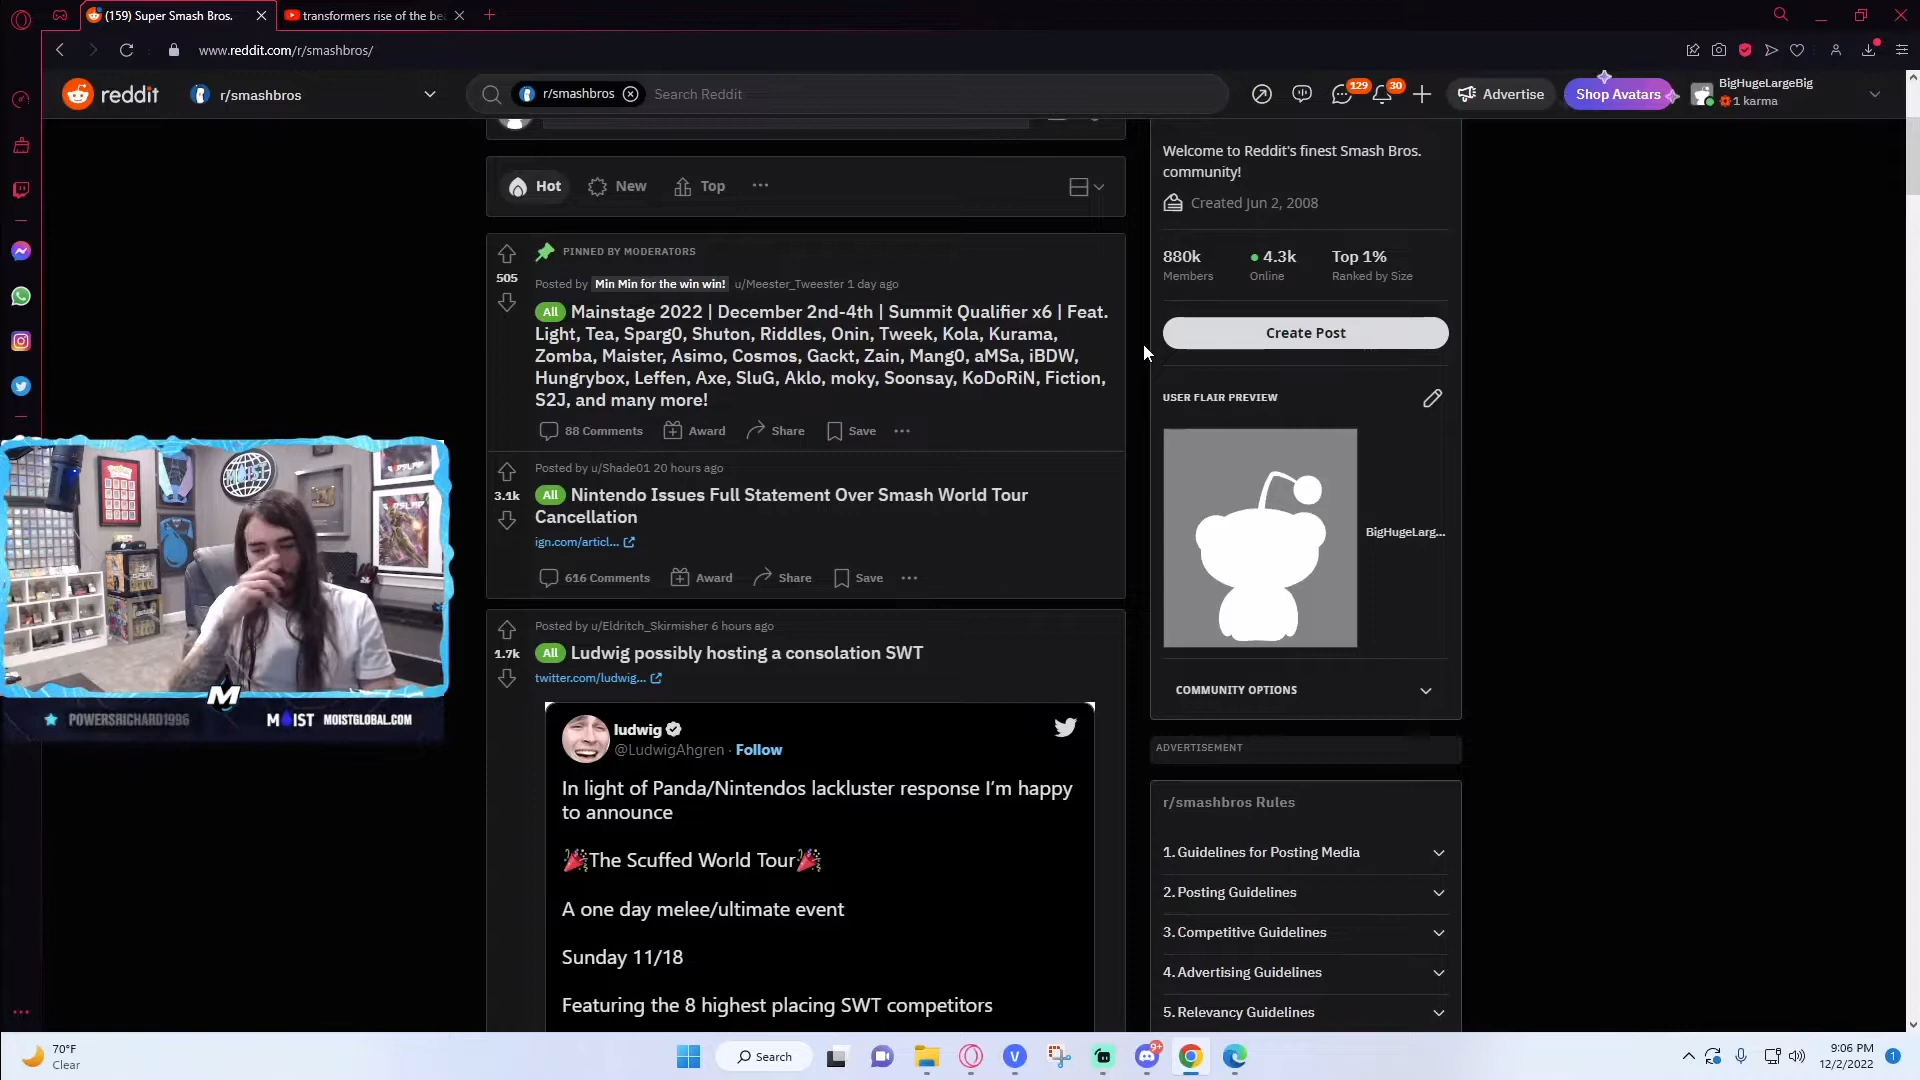 (159) Super Smash Bros.
transformers rise of the be
www.reddit.com/r/smashbros/
reddit
r/smashbros
r/smashbros
Search Reddit
129
30
Advertise
Shop Avatars
BigHugeLargeBig
1 karma
Hot
New
Top
PINNED BY MODERATORS
505
Posted by Min Min for the win win! u/Meester_Tweester 1 day ago
All Mainstage 2022 | December 2nd-4th | Summit Qualifier x6 | Feat.
Light, Tea, Sparg0, Shuton, Riddles, Onin, Tweek, Kola, Kurama,
Zomba, Maister, Asimo, Cosmos, Gackt, Zain, Mang0, aMSa, iBDW,
Hungrybox, Leffen, Axe, SluG, Aklo, moky, Soonsay, KoDoRiN, Fiction,
S2J, and many more!
88 Comments
Award
Share
Save
Posted by u/Shade01 20 hours ago
3.1k
All Nintendo Issues Full Statement Over Smash World Tour
Cancellation
ign.com/articl...
616 Comments
Award
Share
Save
Posted by u/Eldritch_Skirmisher 6 hours ago
1.7k
All Ludwig possibly hosting a consolation SWT
twitter.com/ludwig...
ludwig
@LudwigAhgren · Follow
In light of Panda/Nintendos lackluster response I'm happy
to announce
🎉The Scuffed World Tour🎉
A one day melee/ultimate event
Sunday 11/18
Featuring the 8 highest placing SWT competitors
Welcome to Reddit's finest Smash Bros.
community!
Created Jun 2, 2008
880k
4.3k
Top 1%
Members
Online
Ranked by Size
Create Post
USER FLAIR PREVIEW
BigHugeLarg...
COMMUNITY OPTIONS
ADVERTISEMENT
r/smashbros Rules
1. Guidelines for Posting Media
2. Posting Guidelines
3. Competitive Guidelines
4. Advertising Guidelines
5. Relevancy Guidelines
MOIST
M
POWERSRICHARD1996
MOIST
MOISTGLOBAL.COM
70°F
Clear
Search
V
9+
9:06 PM
12/2/2022
1